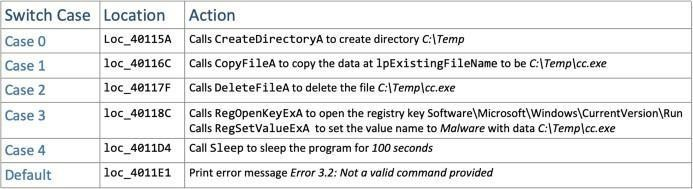 Switch Case Location Action
Case 0 Loc_40115A Calls CreateDirectoryA to create directory C:\Temp
Case 1 loc_40116C Calls CopyFileA to copy the data at lpExistingFileName to be C:\Temp\cc.exe
Case 2 loc_40117F Calls DeleteFileA to delete the file C:\Temp\cc.exe
Case 3 loc_40118C Calls RegOpenKeyExA to open the registry key Software\Microsoft\Windows\CurrentVersion\Run
Calls RegSetValueExA to set the value name to Malware with data C:\Temp\cc.exe
Case 4 loc_4011D4 Call Sleep to sleep the program for 100 seconds
Default loc_4011E1 Print error message Error 3.2: Not a valid command provided